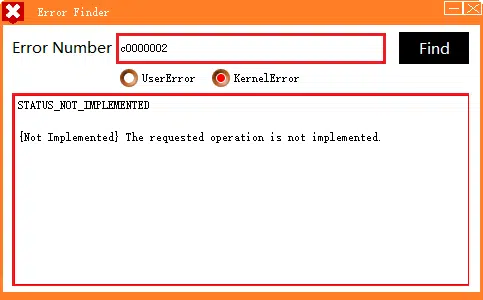 Error Finder
Error Number c0000002 Find
UserError KernelError
STATUS_NOT_IMPLEMENTED
{Not Implemented} The requested operation is not implemented.